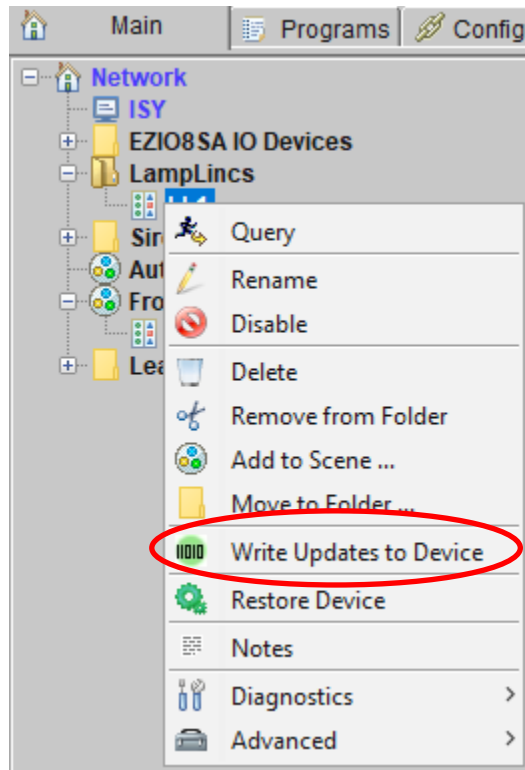 Main
Programs
Config
Network
ISY
EZIO8SA IO Devices
LampLincs
Query
Rename
Disable
Delete
Remove from Folder
Add to Scene ...
Move to Folder ...
Write Updates to Device
Restore Device
Notes
Diagnostics
Advanced